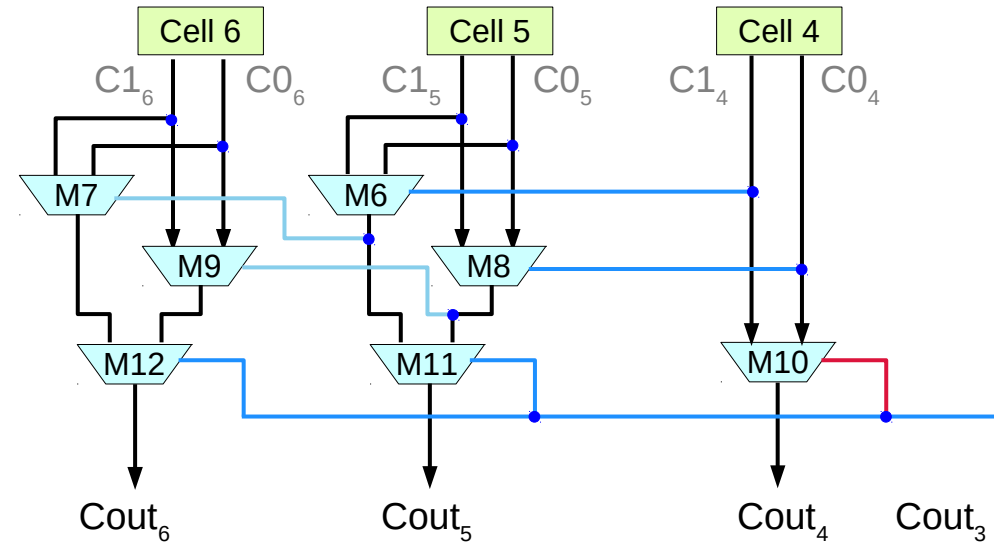 Cell 6 Cell 5 Cell 4
C1₆ C0₆ C1₅ C0₅ C1₄ C0₄
M7 M6
M9 M8
M12 M11 M10
Cout₆ Cout₅ Cout₄ Cout₃